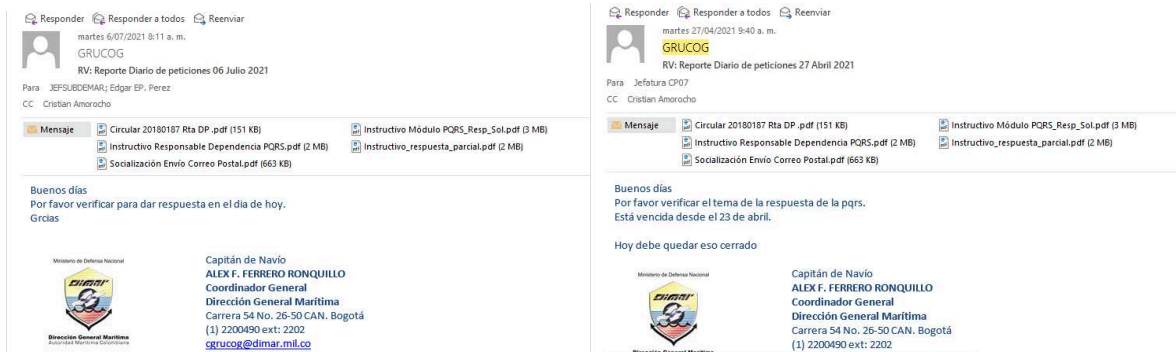 Responder Responder a todos Reenviar
martes 6/07/2021 8:11 a. m.
GRUCOG
RV: Reporte Diario de peticiones 06 Julio 2021
Para JEFSUBDEMAR; Edgar EP. Perez
CC Cristian Amorocho
Mensaje Circular 20180187 Rta DP .pdf (151 KB) Instructivo Módulo PQRS_Resp_Sol.pdf (3 MB)
Instructivo Responsable Dependencia PQRS.pdf (2 MB) Instructivo_respuesta_parcial.pdf (2 MB)
Socialización Envío Correo Postal.pdf (663 KB)
Buenos días
Por favor verificar para dar respuesta en el dia de hoy.
Grcias
Ministerio de Defensa Nacional
DIMAR
Dirección General Marítima
Autoridad Marítima Colombiana
Capitán de Navío
ALEX F. FERRERO RONQUILLO
Coordinador General
Dirección General Marítima
Carrera 54 No. 26-50 CAN. Bogotá
(1) 2200490 ext: 2202
cgrucog@dimar.mil.co
Responder Responder a todos Reenviar
martes 27/04/2021 9:40 a. m.
GRUCOG
RV: Reporte Diario de peticiones 27 Abril 2021
Para Jefatura CP07
CC Cristian Amorocho
Mensaje Circular 20180187 Rta DP .pdf (151 KB) Instructivo Módulo PQRS_Resp_Sol.pdf (3 MB)
Instructivo Responsable Dependencia PQRS.pdf (2 MB) Instructivo_respuesta_parcial.pdf (2 MB)
Socialización Envío Correo Postal.pdf (663 KB)
Buenos días
Por favor verificar el tema de la respuesta de la pqrs.
Está vencida desde el 23 de abril.
Hoy debe quedar eso cerrado
Ministerio de Defensa Nacional
DIMAR
Dirección General Marítima
Capitán de Navío
ALEX F. FERRERO RONQUILLO
Coordinador General
Dirección General Marítima
Carrera 54 No. 26-50 CAN. Bogotá
(1) 2200490 ext: 2202